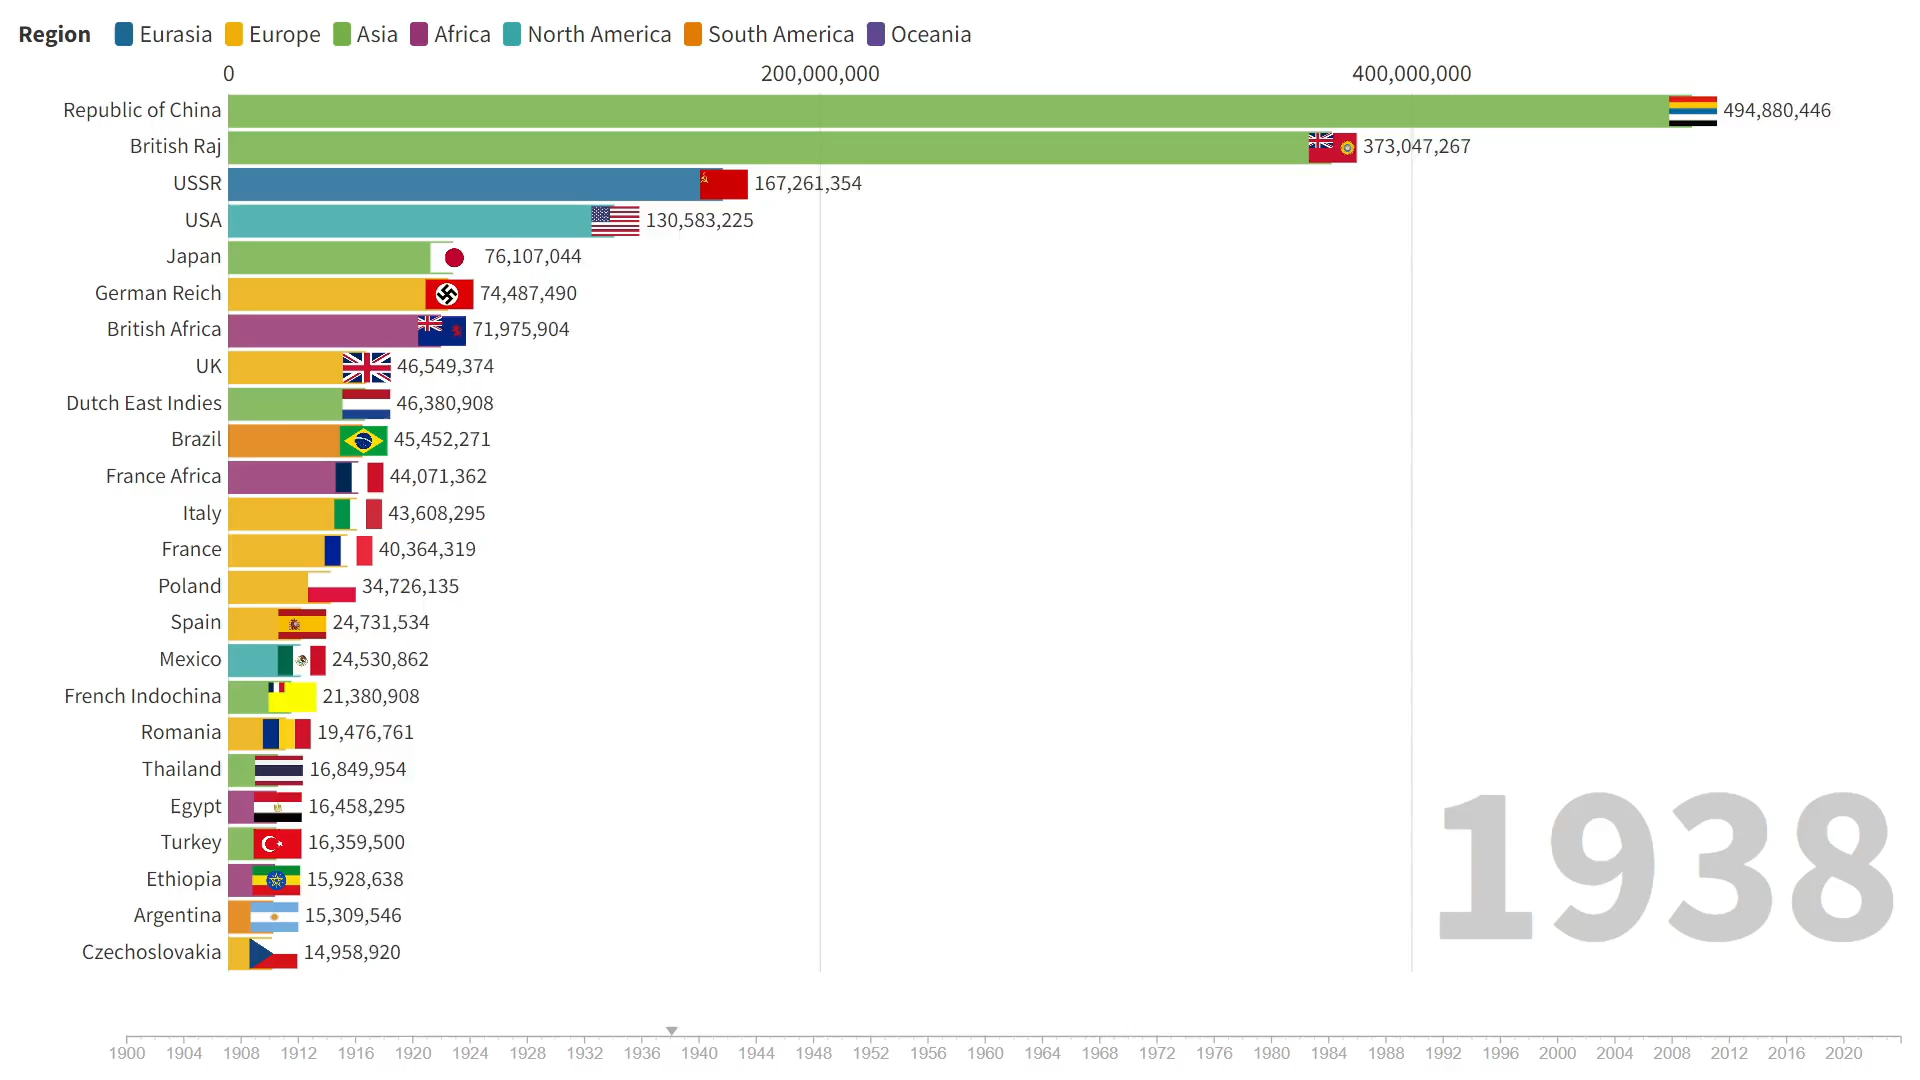 Region Eurasia Europe Asia Africa North America South America Oceania
0 200,000,000 400,000,000
Republic of China 494,880,446
British Raj 373,047,267
USSR 167,261,354
USA 130,583,225
Japan 76,107,044
German Reich 74,487,490
British Africa 71,975,904
UK 46,549,374
Dutch East Indies 46,380,908
Brazil 45,452,271
France Africa 44,071,362
Italy 43,608,295
France 40,364,319
Poland 34,726,135
Spain 24,731,534
Mexico 24,530,862
French Indochina 21,380,908
Romania 19,476,761
Thailand 16,849,954
Egypt 16,458,295
Turkey 16,359,500
Ethiopia 15,928,638
Argentina 15,309,546
Czechoslovakia 14,958,920
1938
1900 1904 1908 1912 1916 1920 1924 1928 1932 1936 1940 1944 1948 1952 1956 1960 1964 1968 1972 1976 1980 1984 1988 1992 1996 2000 2004 2008 2012 2016 2020